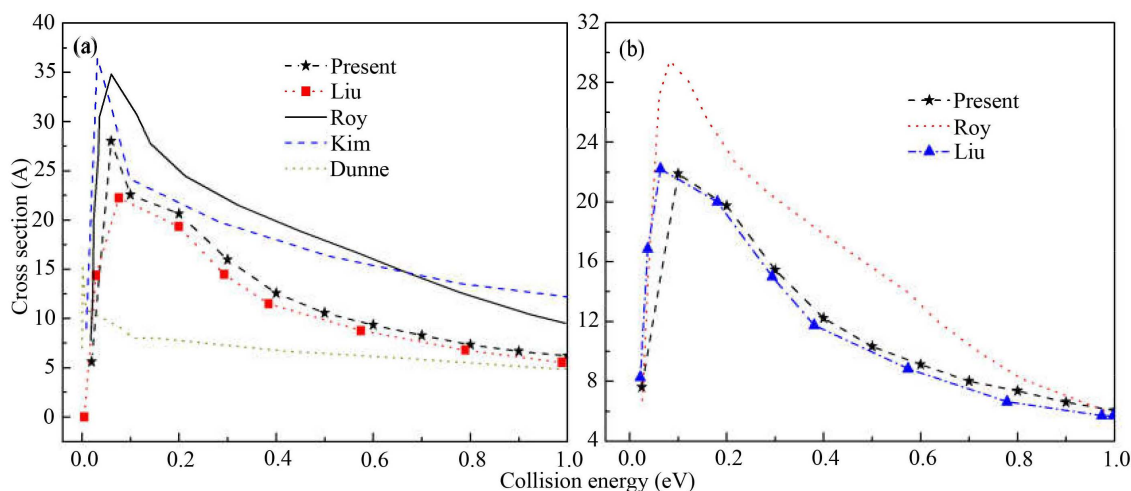 (a)
40
35
30
25
20
15
10
5
0
Cross section (A)
Present
Liu
Roy
Kim
Dunne
0.0 0.2 0.4 0.6 0.8 1.0
(b)
32
28
24
20
16
12
8
4
Present
Roy
Liu
0.0 0.2 0.4 0.6 0.8 1.0
Collision energy (eV)